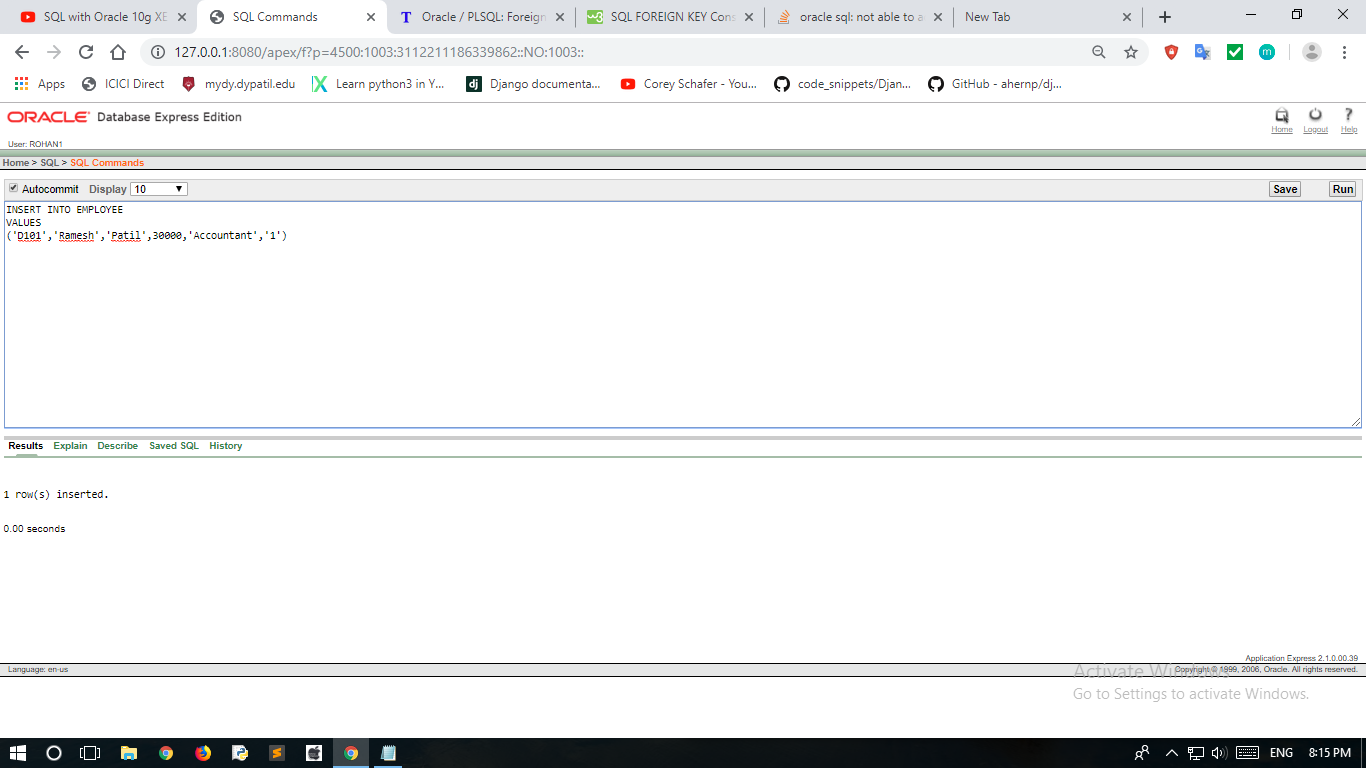 SQL with Oracle 10g XE
SQL Commands
Oracle / PLSQL: Foreign
SQL FOREIGN KEY Cons
oracle sql: not able to a
New Tab
127.0.0.1:8080/apex/f?p=4500:1003:3112211186339862::NO:1003::
Apps
ICICI Direct
mydy.dypatil.edu
Learn python3 in Y...
dj Django documenta...
Corey Schafer - You...
code_snippets/Djan...
GitHub - ahernp/dj...
ORACLE Database Express Edition
Home Logout Help
User: ROHAN1
Home > SQL > SQL Commands
Autocommit Display 10 Save Run
INSERT INTO EMPLOYEE
VALUES
('D101','Ramesh','Patil',30000,'Accountant','1')
Results Explain Describe Saved SQL History
1 row(s) inserted.
0.00 seconds
Application Express 2.1.0.00.39
Language: en-us
Copyright © 1999, 2006, Oracle. All rights reserved.
Activate Windows
Go to Settings to activate Windows.
ENG 8:15 PM